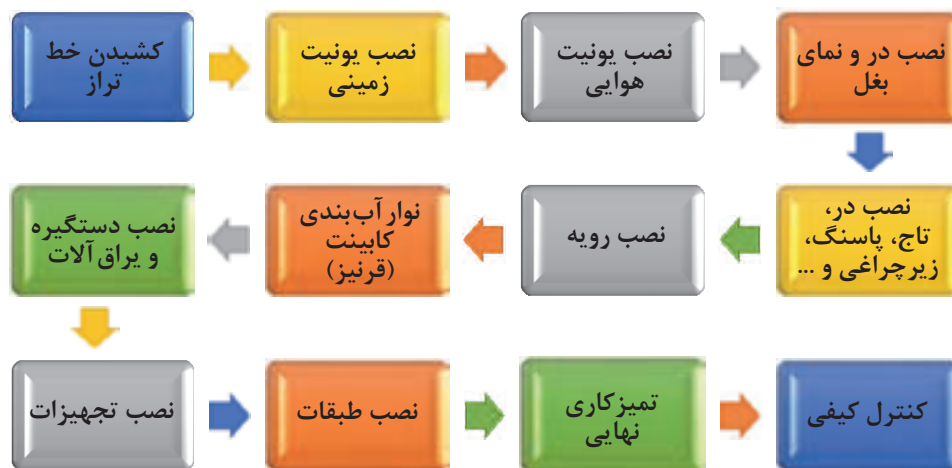 کشیدن خط
تراز
نصب یونیت
زمینی
نصب یونیت
هوایی
نصب در و نمای
بغل
نصب در،
تاج، پاسنگ،
زیرچراغی و ...
نصب رویه
نوار آب‌بندی
کابینت
(قرنیز)
نصب دستگیره
و یراق‌آلات
نصب تجهیزات
نصب طبقات
تمیزکاری
نهایی
کنترل کیفی